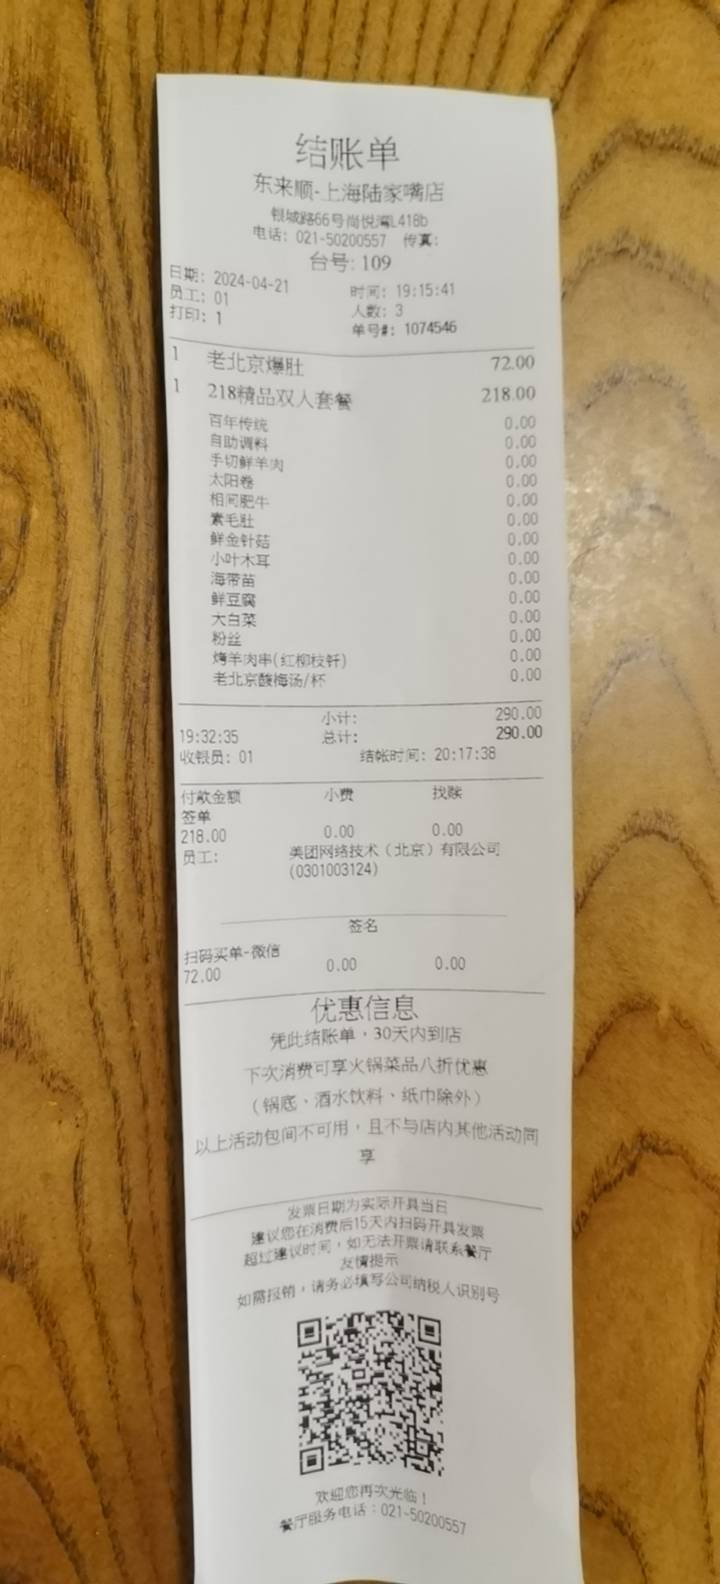 结账单
东来顺-上海陆家嘴店
银城路66号尚悦湾L418b
电话: 021-50200557 传真:
台号: 109
日期: 2024-04-21 时间: 19:15:41
员工: 01 人数: 3
打印: 1 单号#: 1074546
1 老北京爆肚 72.00
1 218精品双人套餐 218.00
百年传统 0.00
自助调料 0.00
手切鲜羊肉 0.00
太阳卷 0.00
相间肥牛 0.00
素毛肚 0.00
鲜金针菇 0.00
小叶木耳 0.00
海带苗 0.00
鲜豆腐 0.00
大白菜 0.00
粉丝 0.00
烤羊肉串(红柳枝钎) 0.00
老北京酸梅汤/杯 0.00
小计: 290.00
19:32:35 总计: 290.00
收银员: 01 结帐时间: 20:17:38
付款金额 小费 找赎
签单
218.00 0.00 0.00
员工: 美团网络技术（北京）有限公司
(0301003124)
签名
扫码买单-微信
72.00 0.00 0.00
优惠信息
凭此结账单，30天内到店
下次消费可享火锅菜品八折优惠
（锅底、酒水饮料、纸巾除外）
以上活动包间不可用，且不与店内其他活动同
享
发票日期为实际开具当日
建议您在消费后15天内扫码开具发票
超过建议时间，如无法开票请联系餐厅
友情提示
如需报销，请务必填写公司纳税人识别号
欢迎您再次光临！
餐厅服务电话：021-50200557